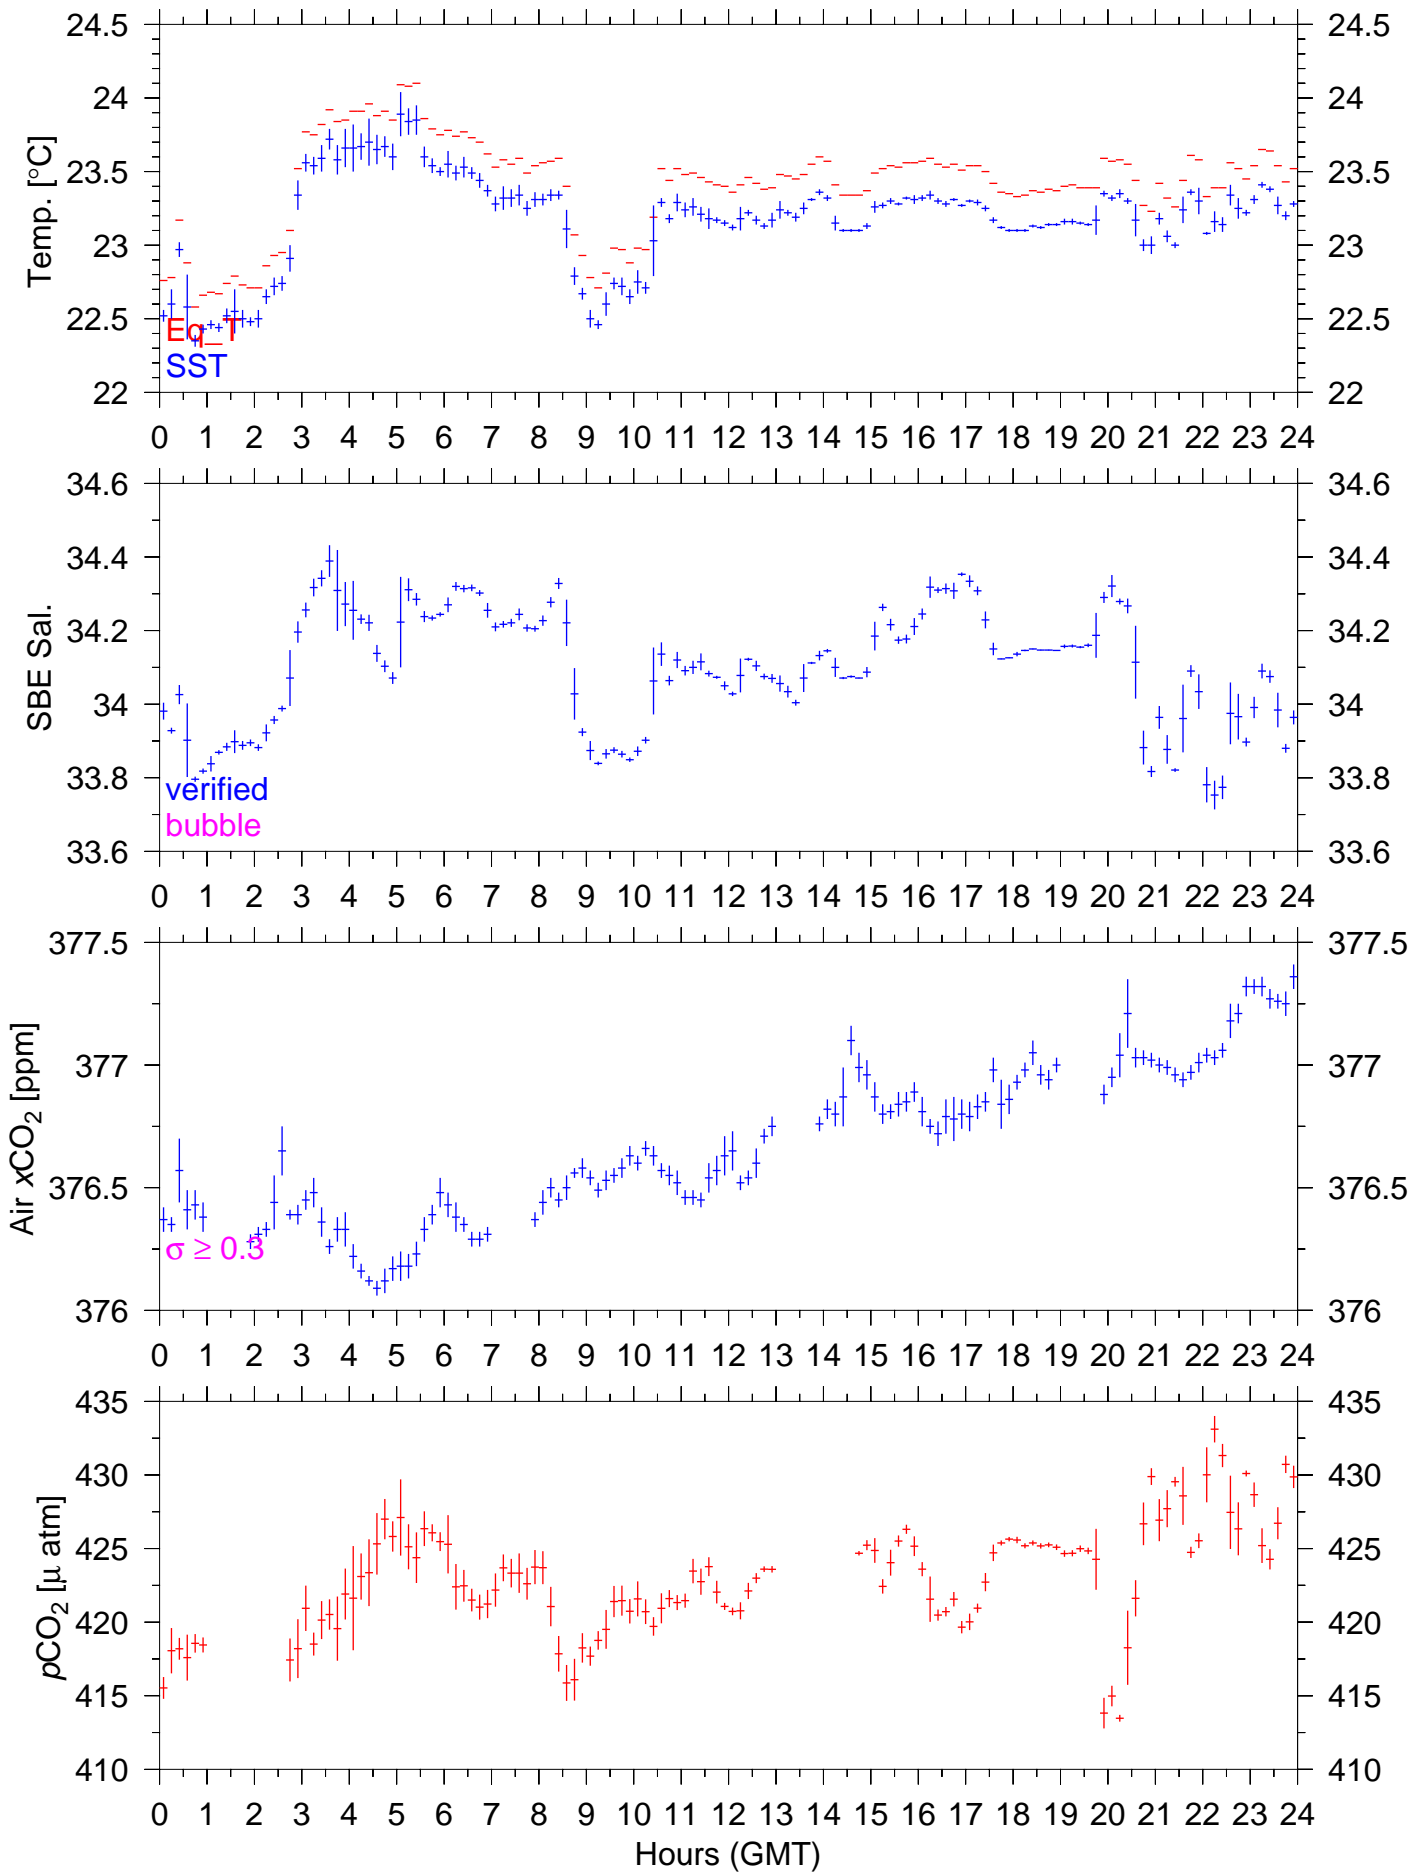 24.5 24.5
24 24
23.5 23.5
23 23
22.5 22.5
22 22
Temp. [°C]
Eq_T
SST
0 1 2 3 4 5 6 7 8 9 10 11 12 13 14 15 16 17 18 19 20 21 22 23 24
34.6 34.6
34.4 34.4
34.2 34.2
34 34
33.8 33.8
33.6 33.6
SBE Sal.
verified
bubble
0 1 2 3 4 5 6 7 8 9 10 11 12 13 14 15 16 17 18 19 20 21 22 23 24
377.5 377.5
377 377
376.5 376.5
376 376
Air xCO₂ [ppm]
σ ≥ 0.3
0 1 2 3 4 5 6 7 8 9 10 11 12 13 14 15 16 17 18 19 20 21 22 23 24
435 435
430 430
425 425
420 420
415 415
410 410
pCO₂ [μ atm]
0 1 2 3 4 5 6 7 8 9 10 11 12 13 14 15 16 17 18 19 20 21 22 23 24
Hours (GMT)